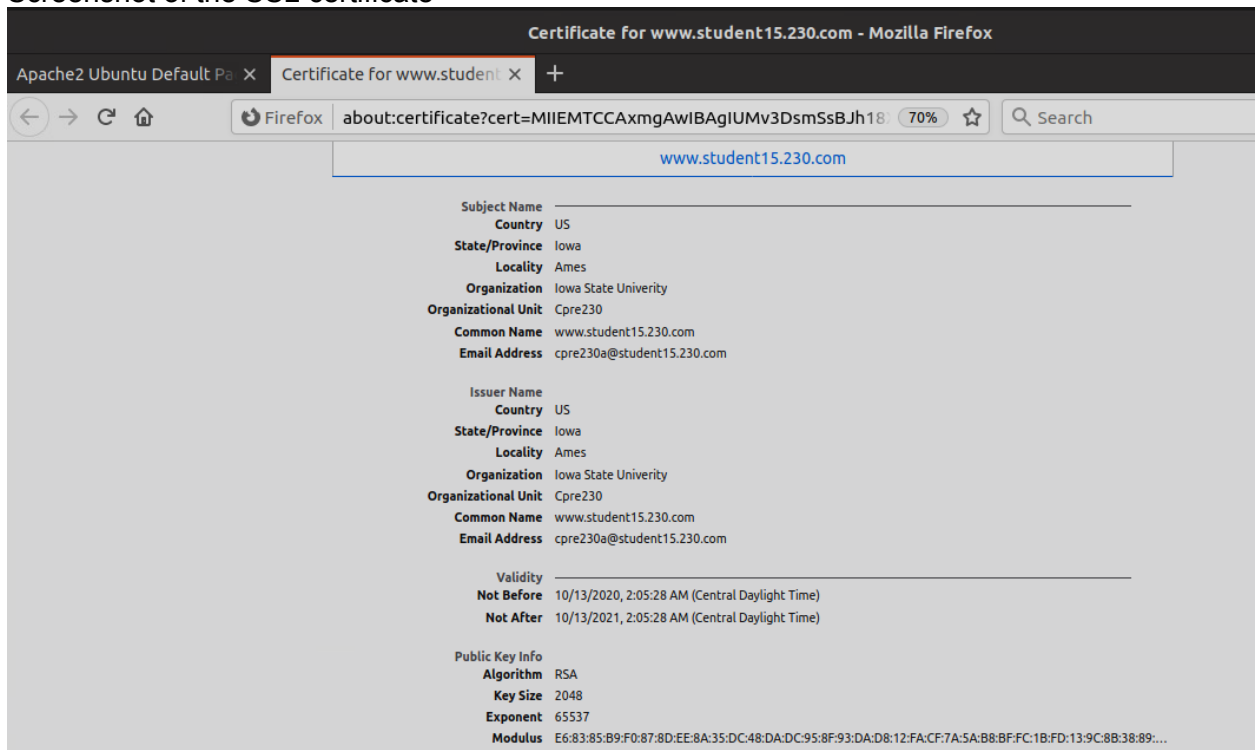 Screenshot of the SSL certificate
Certificate for www.student15.230.com - Mozilla Firefox
Apache2 Ubuntu Default Pa
Certificate for www.student
Firefox about:certificate?cert=MIIEMTCCAxmgAwIBAgIUMv3DsmSsBJh18 70% Search
www.student15.230.com
Subject Name
Country US
State/Province Iowa
Locality Ames
Organization Iowa State Univerity
Organizational Unit Cpre230
Common Name www.student15.230.com
Email Address cpre230a@student15.230.com
Issuer Name
Country US
State/Province Iowa
Locality Ames
Organization Iowa State Univerity
Organizational Unit Cpre230
Common Name www.student15.230.com
Email Address cpre230a@student15.230.com
Validity
Not Before 10/13/2020, 2:05:28 AM (Central Daylight Time)
Not After 10/13/2021, 2:05:28 AM (Central Daylight Time)
Public Key Info
Algorithm RSA
Key Size 2048
Exponent 65537
Modulus E6:83:85:B9:F0:87:8D:EE:8A:35:DC:48:DA:DC:95:8F:93:DA:D8:12:FA:CF:7A:5A:B8:BF:FC:1B:FD:13:9C:8B:38:89:...